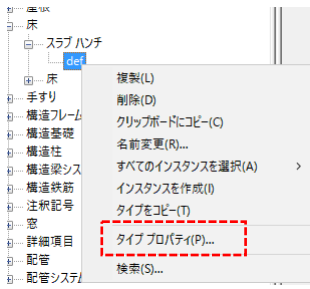 屋根
床
スラブ ハンチ
def
床
手すり
構造フレーム
構造基礎
構造柱
構造梁シス
構造鉄筋
注釈記号
窓
詳細項目
配管
配管システム
複製(L)
削除(D)
クリップボードにコピー(C)
名前変更(R)...
すべてのインスタンスを選択(A)
インスタンスを作成(I)
タイプをコピー(T)
タイプ プロパティ(P)...
検索(S)...